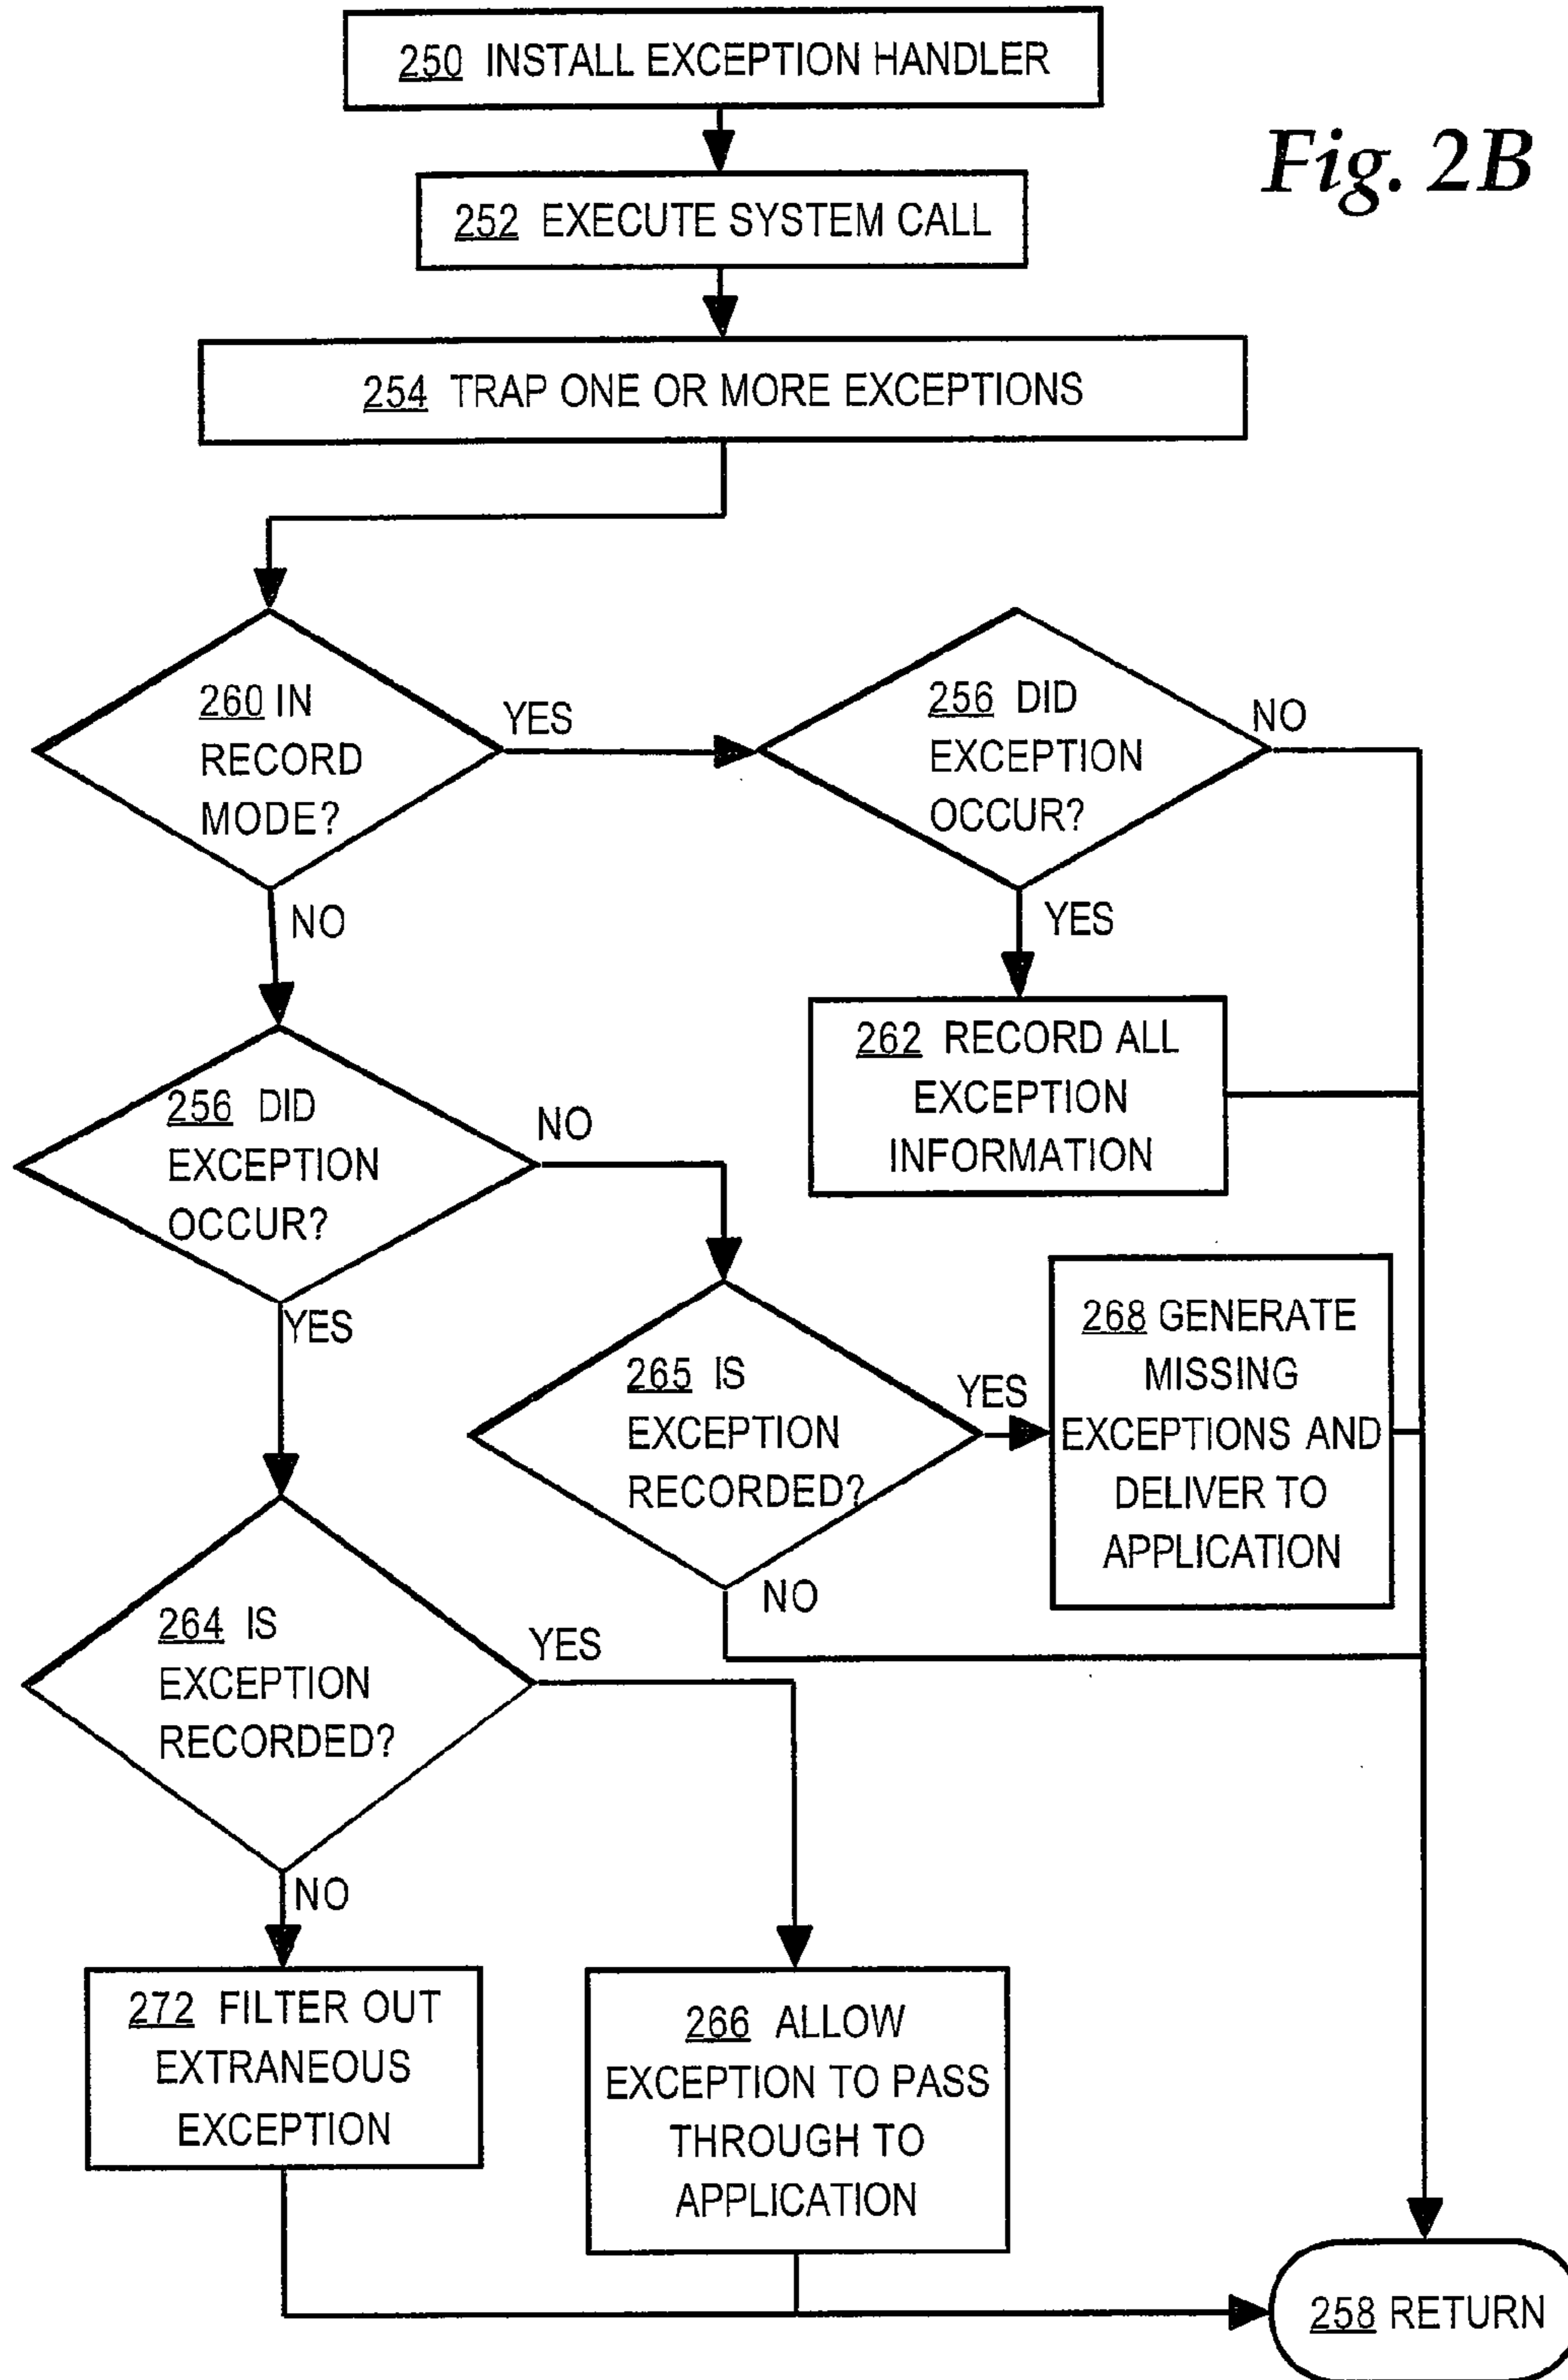 250 INSTALL EXCEPTION HANDLER
Fig. 2B
252 EXECUTE SYSTEM CALL
254 TRAP ONE OR MORE EXCEPTIONS
260 IN
RECORD
MODE?
YES
NO
256 DID
EXCEPTION
OCCUR?
NO
YES
262 RECORD ALL
EXCEPTION
INFORMATION
256 DID
EXCEPTION
OCCUR?
NO
YES
265 IS
EXCEPTION
RECORDED?
YES
NO
268 GENERATE
MISSING
EXCEPTIONS AND
DELIVER TO
APPLICATION
264 IS
EXCEPTION
RECORDED?
YES
NO
272 FILTER OUT
EXTRANEOUS
EXCEPTION
266 ALLOW
EXCEPTION TO PASS
THROUGH TO
APPLICATION
258 RETURN